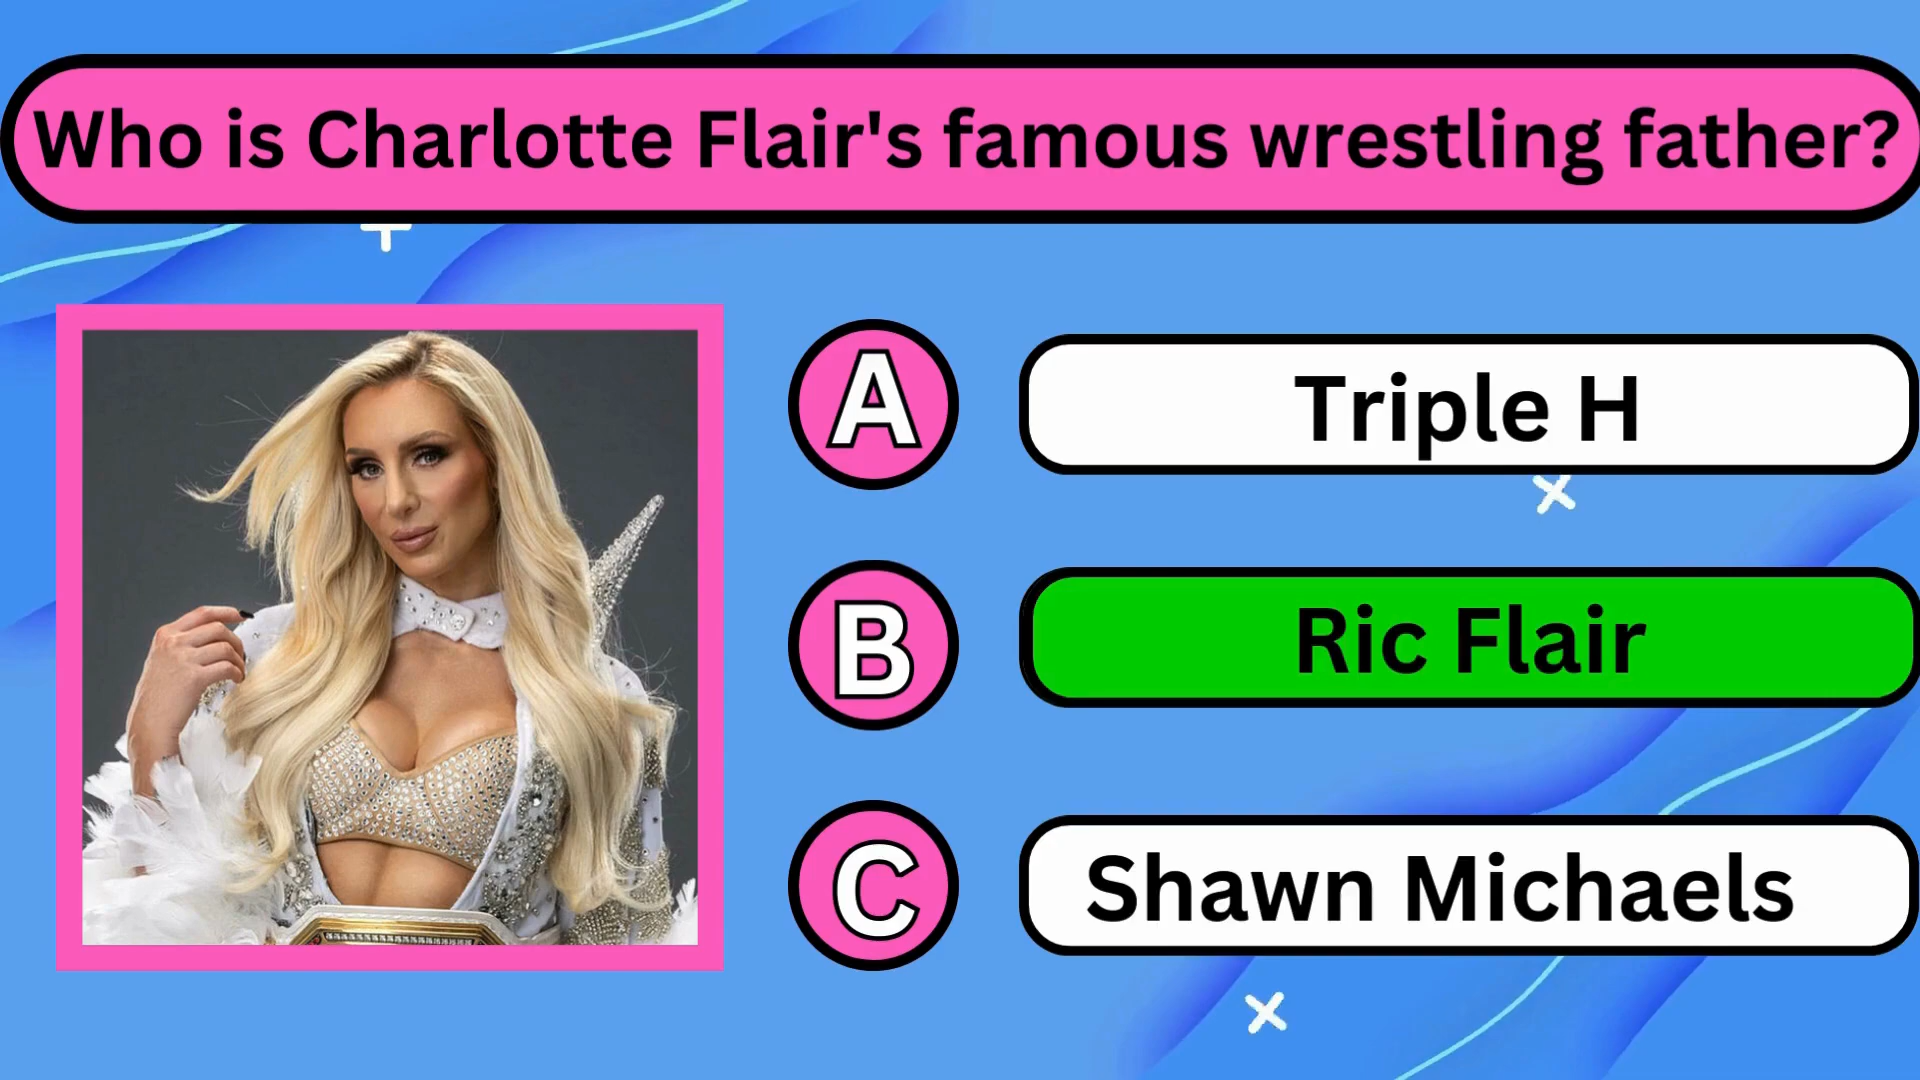 Who is Charlotte Flair's famous wrestling father?
A
Triple H
B
Ric Flair
C
Shawn Michaels